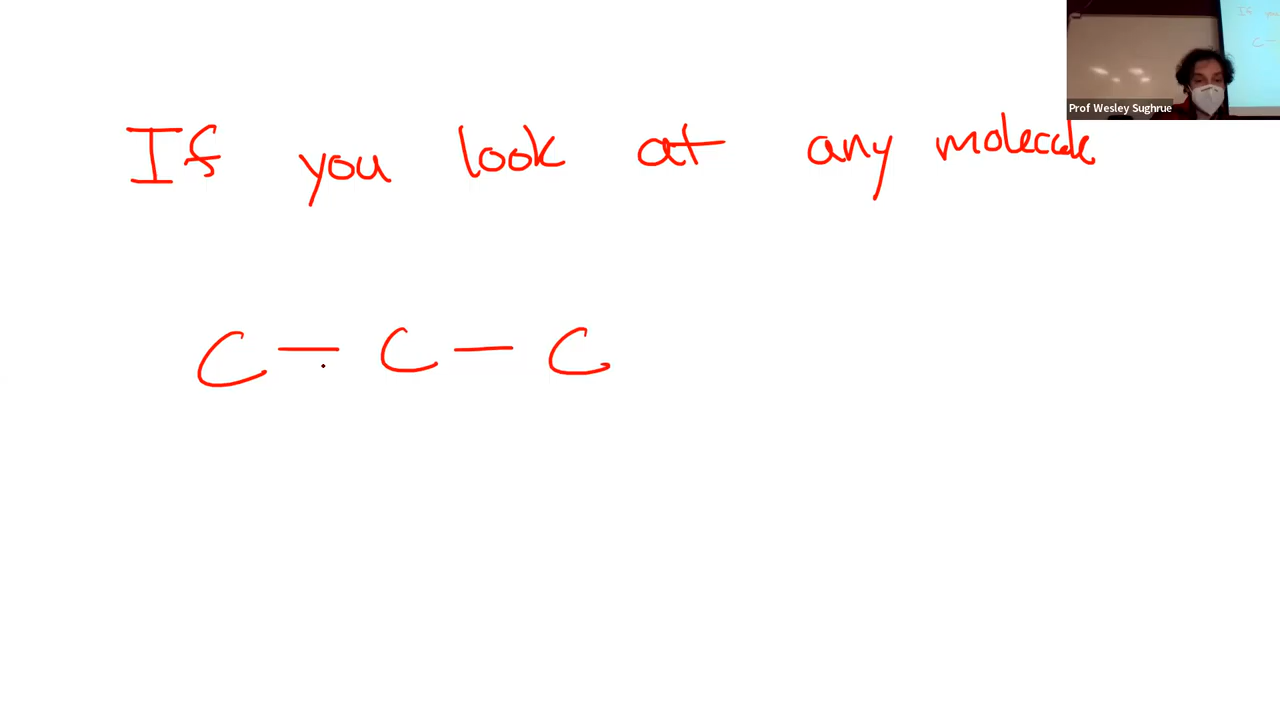 If you look at any molecule
C — C — C
Prof Wesley Sughrue